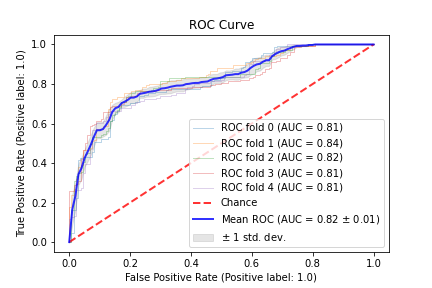 ROC Curve
True Positive Rate (Positive label: 1.0)
1.0
0.8
0.6
0.4
0.2
0.0
ROC fold 0 (AUC = 0.81)
ROC fold 1 (AUC = 0.84)
ROC fold 2 (AUC = 0.82)
ROC fold 3 (AUC = 0.81)
ROC fold 4 (AUC = 0.81)
Chance
Mean ROC (AUC = 0.82 ± 0.01)
± 1 std. dev.
0.0 0.2 0.4 0.6 0.8 1.0
False Positive Rate (Positive label: 1.0)